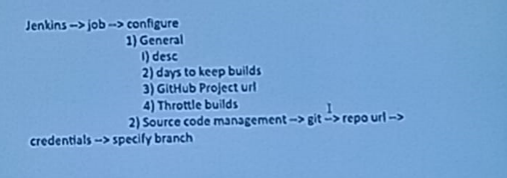 Jenkins --> job --> configure
1) General
I) desc
2) days to keep builds
3) GitHub Project url
4) Throttle builds
2) Source code management --> git --> repo url -->
credentials --> specify branch